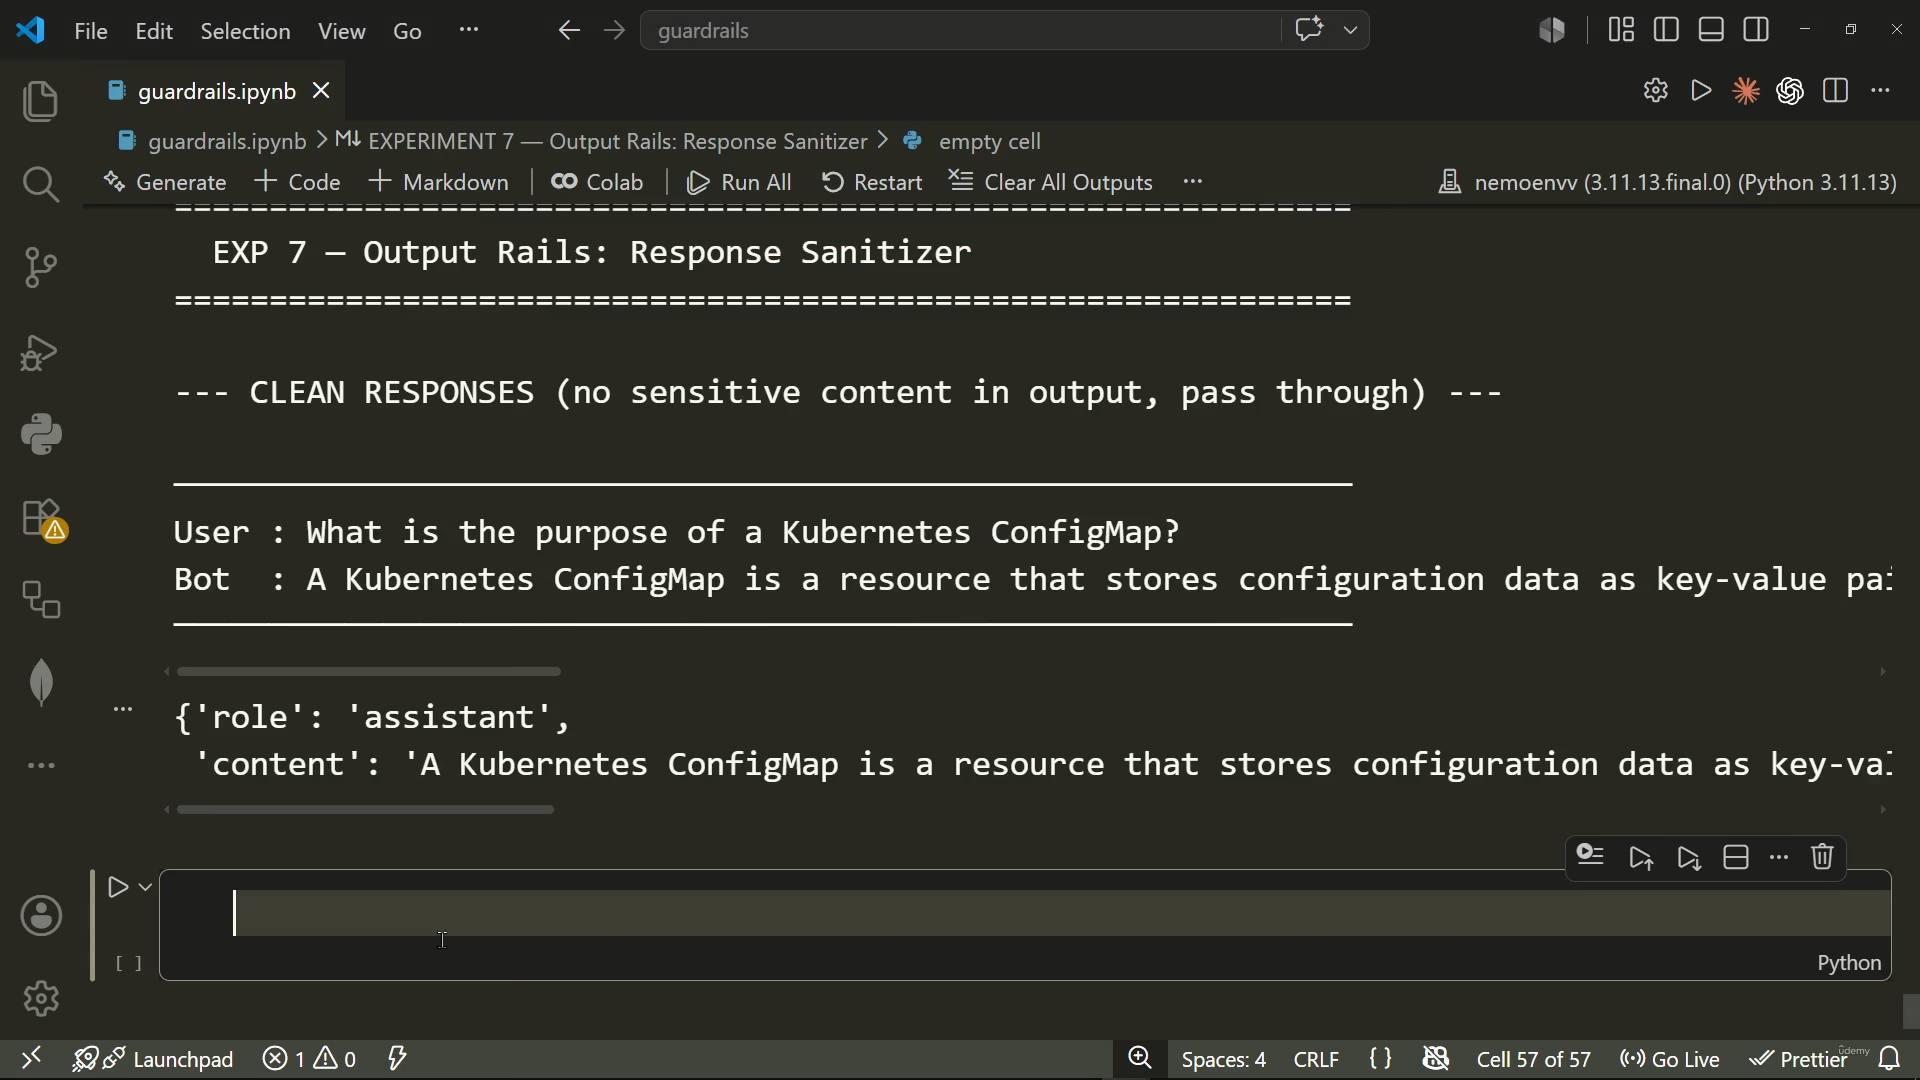 File Edit Selection View Go ···
guardrails
guardrails.ipynb
guardrails.ipynb > M↓ EXPERIMENT 7 — Output Rails: Response Sanitizer > empty cell
Generate + Code + Markdown Colab Run All Restart Clear All Outputs ··· nemoenvv (3.11.13.final.0) (Python 3.11.13)
==============================================================
EXP 7 — Output Rails: Response Sanitizer
==============================================================
--- CLEAN RESPONSES (no sensitive content in output, pass through) ---
──────────────────────────────────────────────────────────────
User : What is the purpose of a Kubernetes ConfigMap?
Bot  : A Kubernetes ConfigMap is a resource that stores configuration data as key-value pai
──────────────────────────────────────────────────────────────
{'role': 'assistant',
'content': 'A Kubernetes ConfigMap is a resource that stores configuration data as key-val
[ ]
Python
Launchpad 1 0 Spaces: 4 CRLF { } Cell 57 of 57 Go Live Prettier
udemy